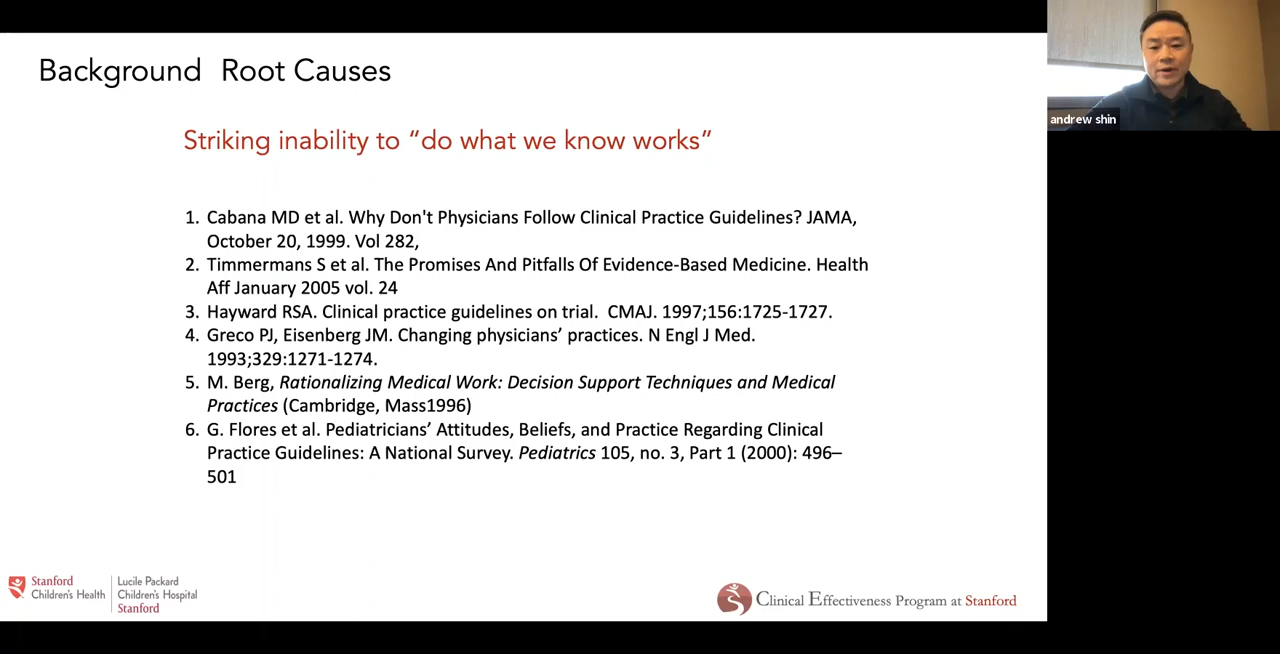 Background  Root Causes
andrew shin
Striking inability to “do what we know works”
1. Cabana MD et al. Why Don't Physicians Follow Clinical Practice Guidelines? JAMA,
October 20, 1999. Vol 282,
2. Timmermans S et al. The Promises And Pitfalls Of Evidence-Based Medicine. Health
Aff January 2005 vol. 24
3. Hayward RSA. Clinical practice guidelines on trial.  CMAJ. 1997;156:1725-1727.
4. Greco PJ, Eisenberg JM. Changing physicians’ practices. N Engl J Med.
1993;329:1271-1274.
5. M. Berg, Rationalizing Medical Work: Decision Support Techniques and Medical
Practices (Cambridge, Mass1996)
6. G. Flores et al. Pediatricians’ Attitudes, Beliefs, and Practice Regarding Clinical
Practice Guidelines: A National Survey. Pediatrics 105, no. 3, Part 1 (2000): 496–
501
Stanford
Children's Health
Lucile Packard
Children's Hospital
Stanford
Clinical Effectiveness Program at Stanford